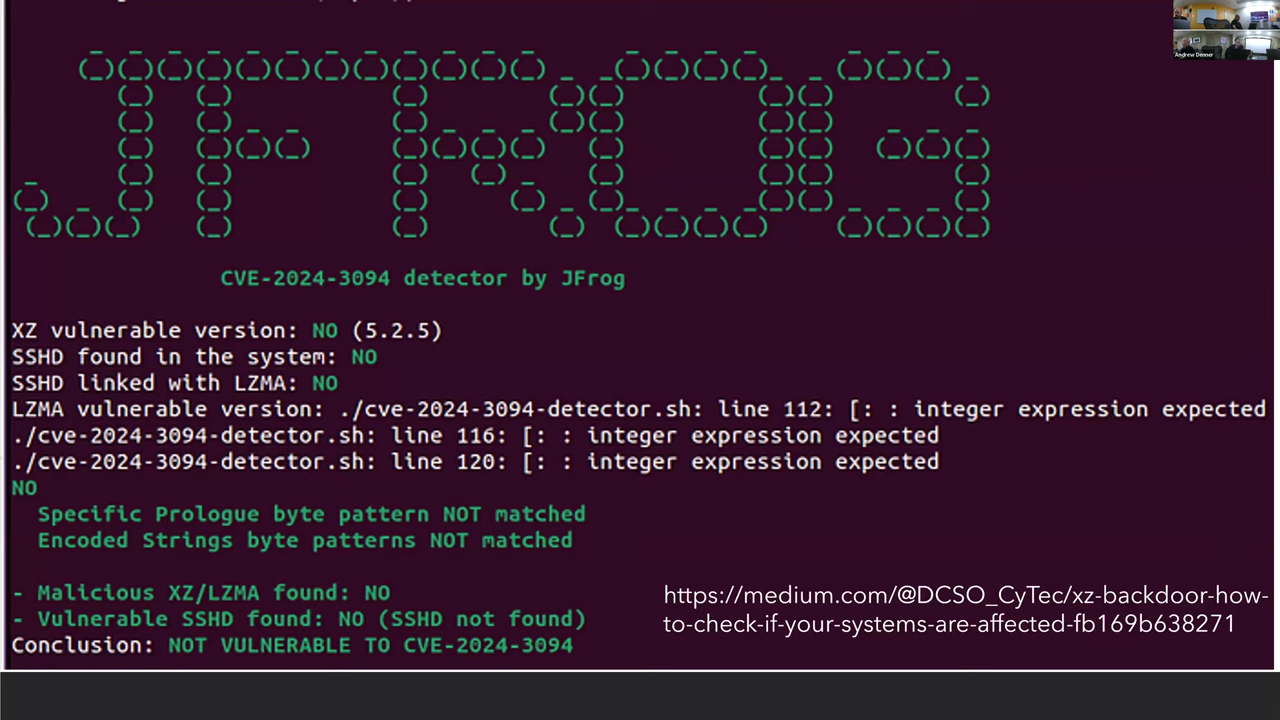 JFROG
CVE-2024-3094 detector by JFrog
XZ vulnerable version: NO (5.2.5)
SSHD found in the system: NO
SSHD linked with LZMA: NO
LZMA vulnerable version: ./cve-2024-3094-detector.sh: line 112: [: : integer expression expected
./cve-2024-3094-detector.sh: line 116: [: : integer expression expected
./cve-2024-3094-detector.sh: line 120: [: : integer expression expected
NO
Specific Prologue byte pattern NOT matched
Encoded Strings byte patterns NOT matched
- Malicious XZ/LZMA found: NO
- Vulnerable SSHD found: NO (SSHD not found)
Conclusion: NOT VULNERABLE TO CVE-2024-3094
https://medium.com/@DCSO_CyTec/xz-backdoor-how-
to-check-if-your-systems-are-affected-fb169b638271
Andrew Denner